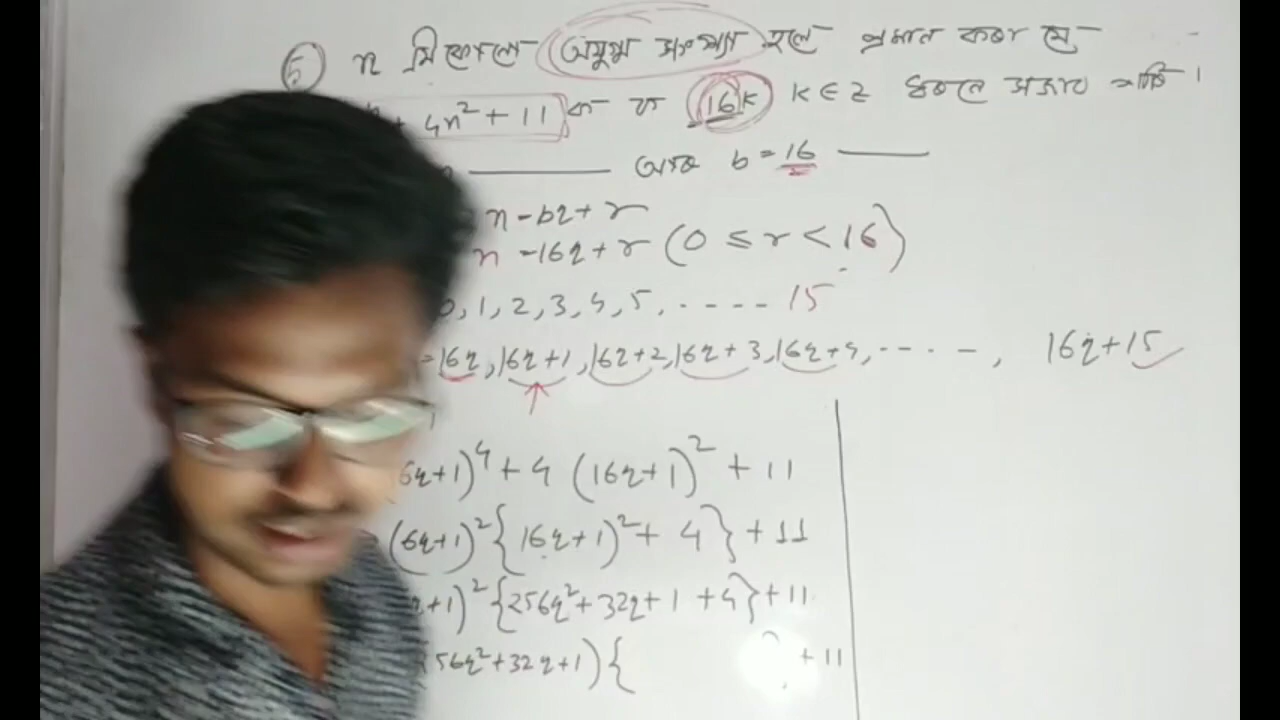 5 n যেকোনো অযুগ্ম সংখ্যা হলে প্রমাণ করো যে
+ 4n² + 11 কে 16k k∈Z আকারে প্রকাশ
b = 16
n - bq + r
n - 16q + r (0 ≤ r < 16)
0, 1, 2, 3, 4, 5, ---- 15
= 16q, 16q+1, 16q+2, 16q+3, 16q+4, ----, 16q+15
6q+1)⁴ + 4 (16q+1)² + 11
(6q+1)² {16q+1)² + 4} + 11
q+1)² {256q² + 32q + 1 + 4} + 11
56q² + 32q + 1) { } + 11